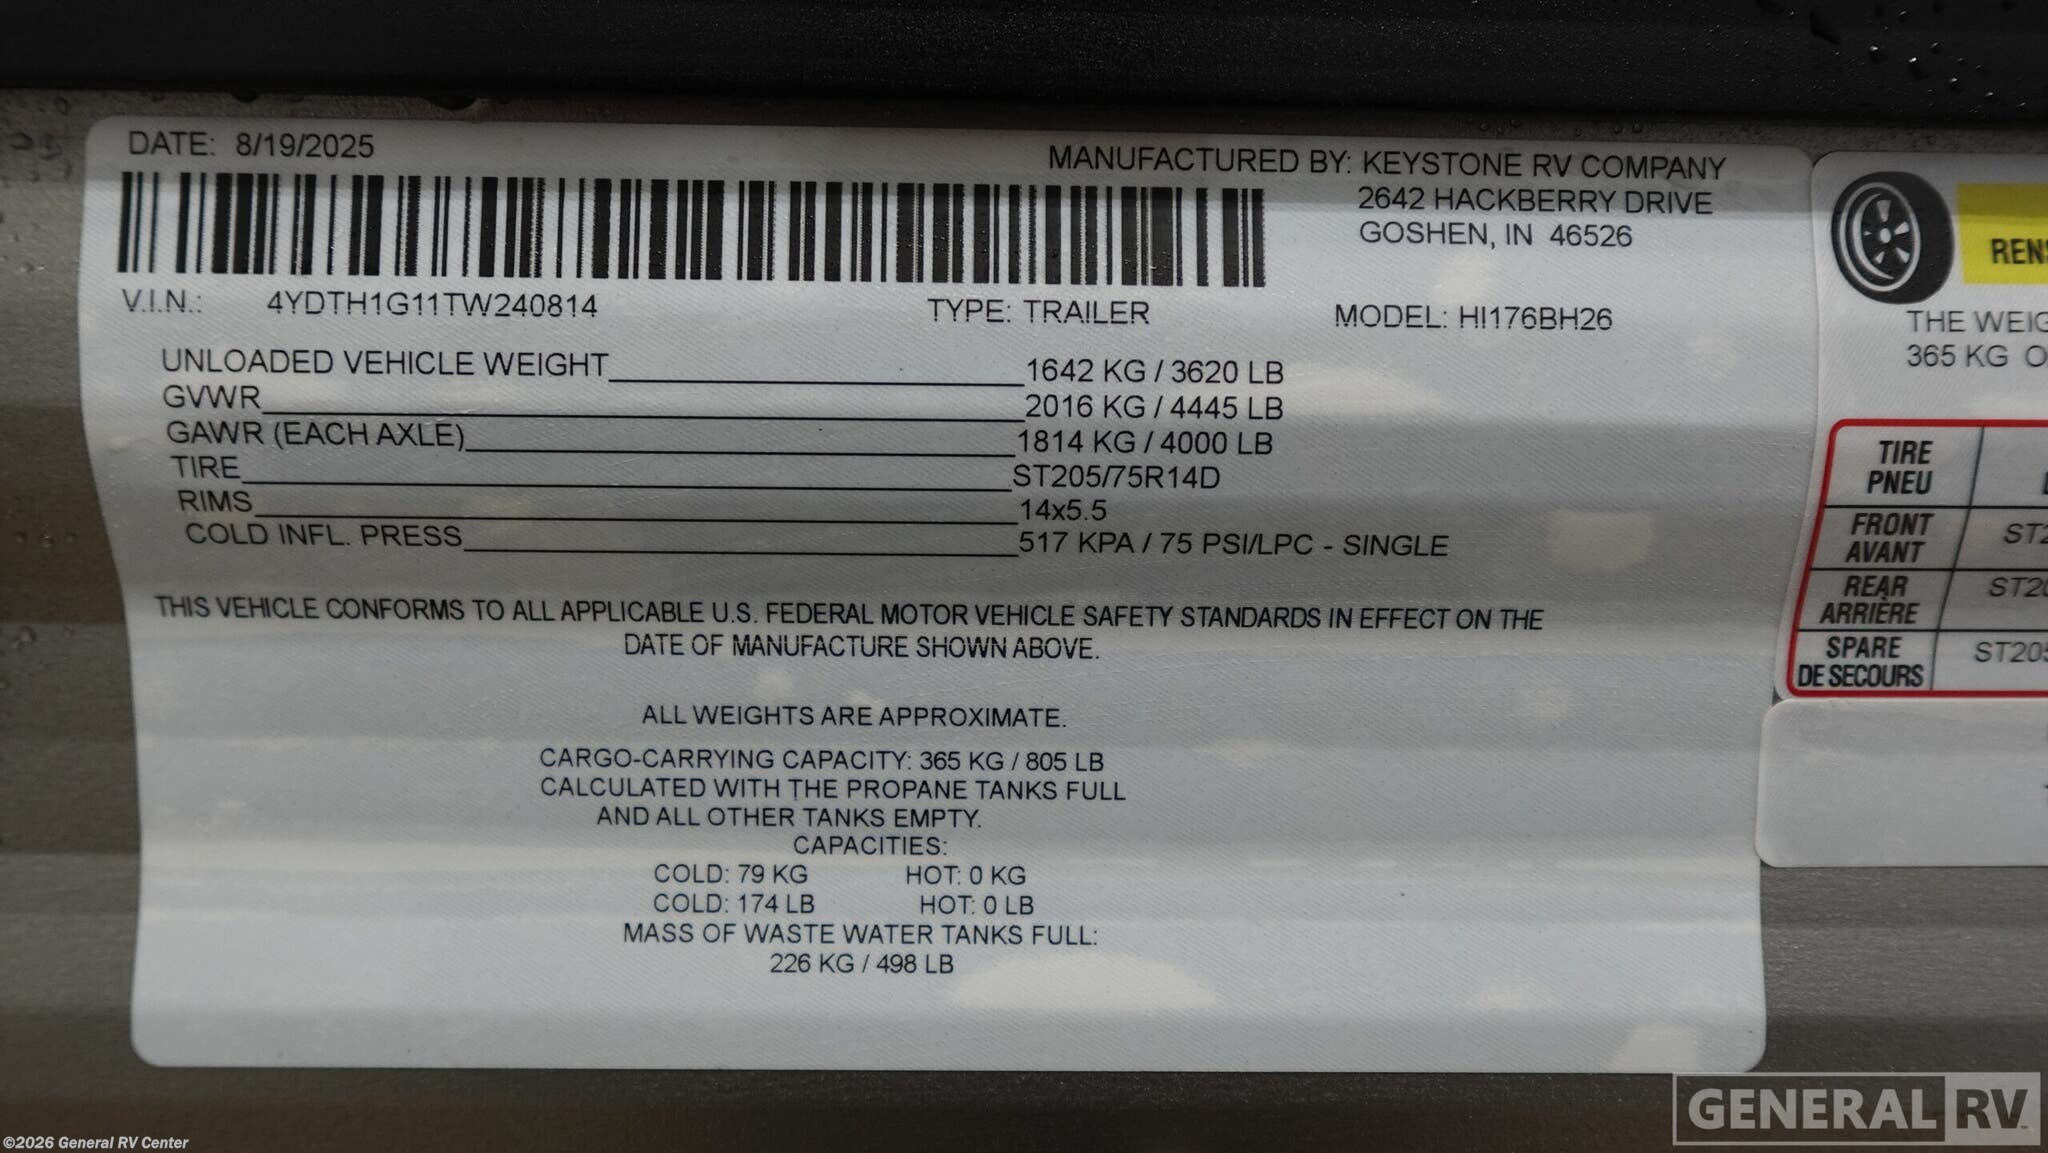 DATE: 8/19/2025
MANUFACTURED BY: KEYSTONE RV COMPANY
2642 HACKBERRY DRIVE
GOSHEN, IN 46526
V.I.N.: 4YDTH1G11TW240814 TYPE: TRAILER MODEL: HI176BH26
UNLOADED VEHICLE WEIGHT 1642 KG / 3620 LB
GVWR 2016 KG / 4445 LB
GAWR (EACH AXLE) 1814 KG / 4000 LB
TIRE ST205/75R14D
RIMS 14x5.5
COLD INFL. PRESS 517 KPA / 75 PSI/LPC - SINGLE
THIS VEHICLE CONFORMS TO ALL APPLICABLE U.S. FEDERAL MOTOR VEHICLE SAFETY STANDARDS IN EFFECT ON THE
DATE OF MANUFACTURE SHOWN ABOVE.
ALL WEIGHTS ARE APPROXIMATE.
CARGO-CARRYING CAPACITY: 365 KG / 805 LB
CALCULATED WITH THE PROPANE TANKS FULL
AND ALL OTHER TANKS EMPTY.
CAPACITIES:
COLD: 79 KG HOT: 0 KG
COLD: 174 LB HOT: 0 LB
MASS OF WASTE WATER TANKS FULL:
226 KG / 498 LB
THE
365 KG
TIRE
PNEU
FRONT
AVANT
REAR
ARRIÈRE
SPARE
DE SECOURS
GENERAL RV
©2026 General RV Center